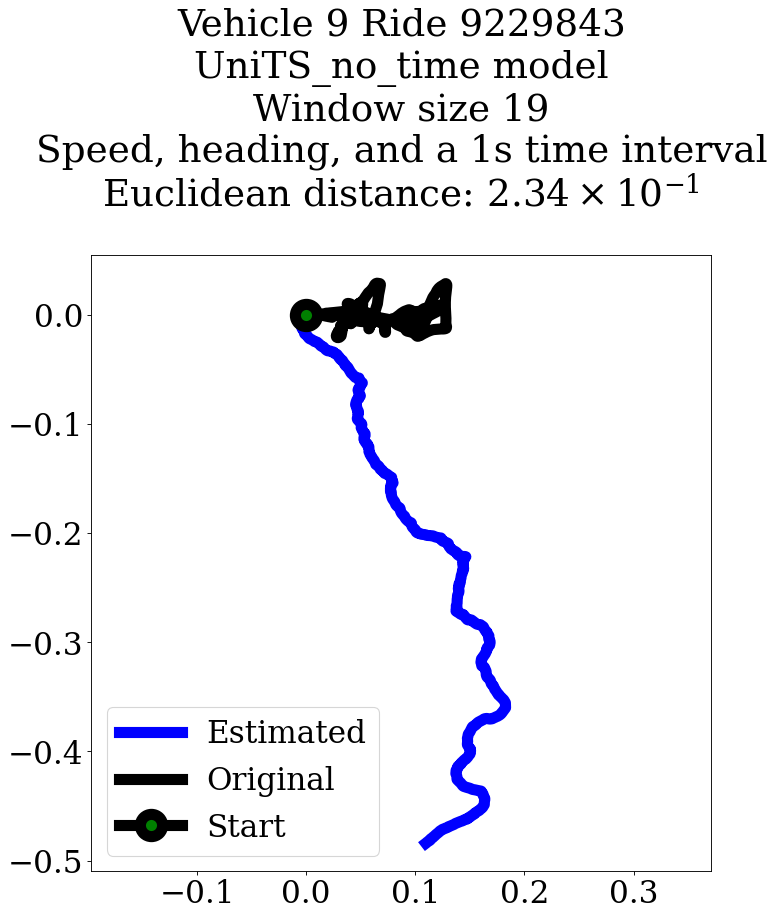 Vehicle 9 Ride 9229843
UniTS_no_time model
Window size 19
Speed, heading, and a 1s time interval
Euclidean distance: 2.34 × 10⁻¹
0.0
−0.1
−0.2
−0.3
−0.4
−0.5
Estimated
Original
Start
−0.1 0.0 0.1 0.2 0.3